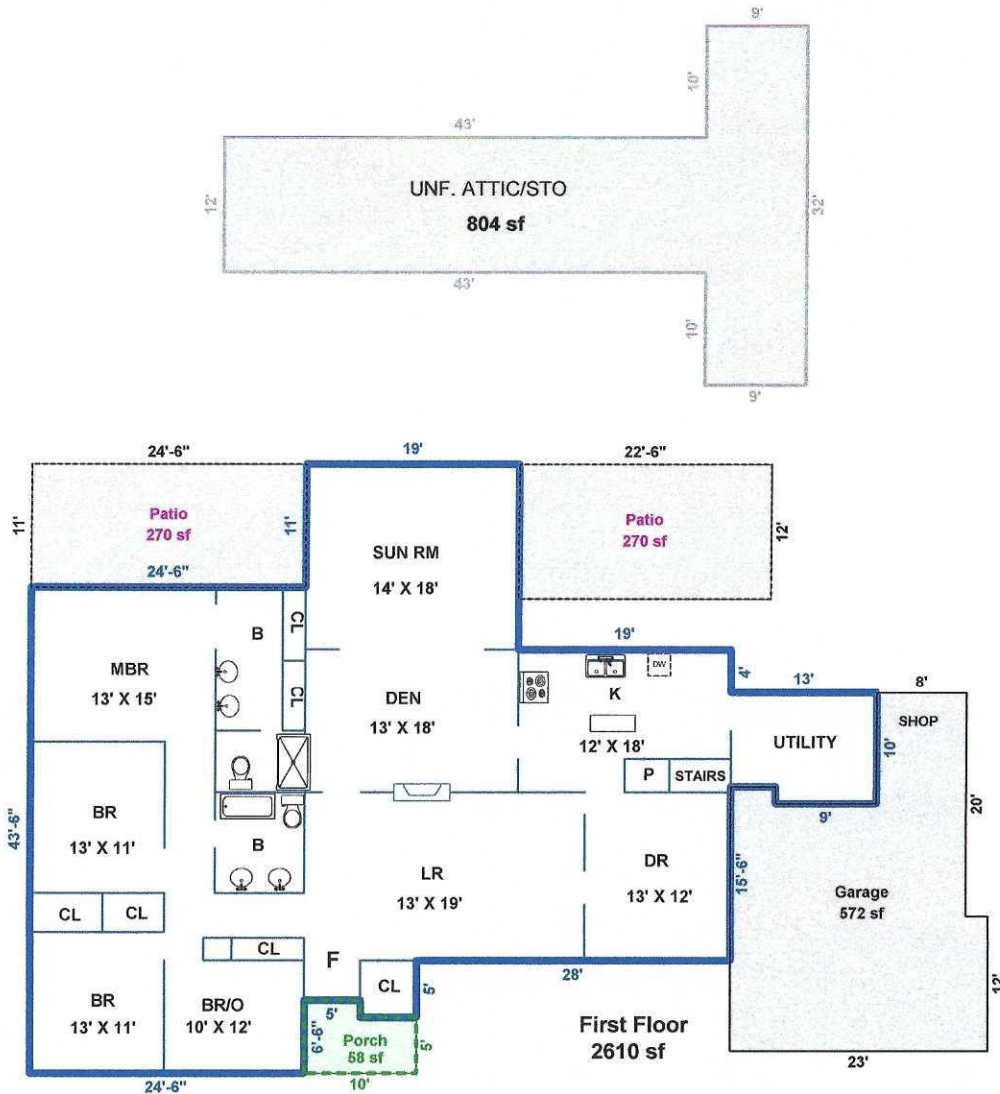 9'
10'
43'
UNF. ATTIC/STO
804 sf
12'
32'
43'
10'
9'
24'-6"
19'
22'-6"
11'
Patio
270 sf
11'
Patio
270 sf
12'
SUN RM
14' X 18'
24'-6"
19'
4'
13'
8'
B
CL
CL
MBR
13' X 15'
DEN
13' X 18'
DW
K
12' X 18'
UTILITY
SHOP
10'
P
STAIRS
9'
20'
43'-6"
BR
13' X 11'
B
LR
13' X 19'
DR
13' X 12'
15'-6"
Garage
572 sf
CL
CL
CL
F
CL
28'
5'
12'
BR
13' X 11'
BR/O
10' X 12'
5'
6'-6"
Porch
58 sf
5'
First Floor
2610 sf
24'-6"
10'
23'